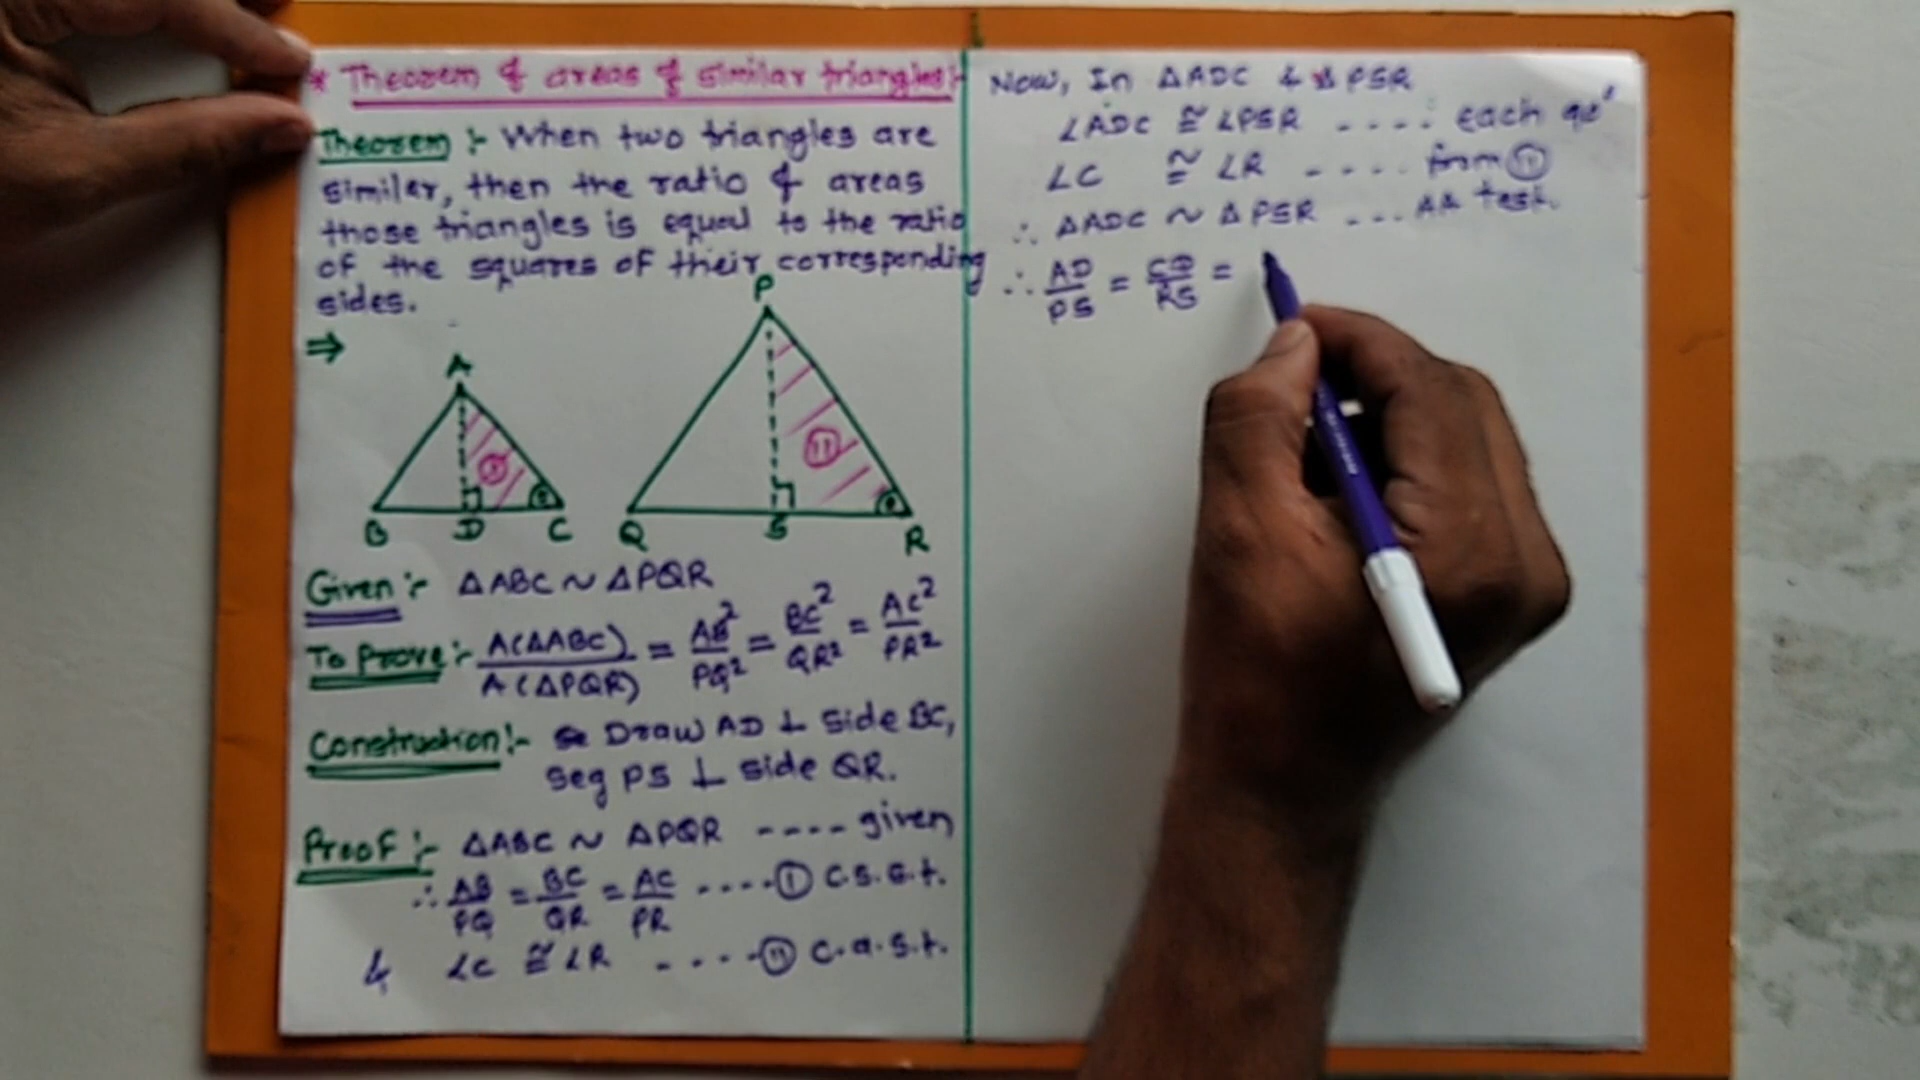 * Theorem of areas of similar triangles:-
Theorem :- When two triangles are
similar, then the ratio of areas
those triangles is equal to the ratio
of the squares of their corresponding
sides.
⇒
A
B D C
P
Q S R
I
II
Given :- ΔABC ~ ΔPQR
To Prove:- A(ΔABC)/A(ΔPQR) = AB²/PQ² = BC²/QR² = AC²/PR²
Construction:- Draw AD ⊥ side BC,
seg PS ⊥ side QR.
Proof :- ΔABC ~ ΔPQR ---- given
∴ AB/PQ = BC/QR = AC/PR ----Ⓘ C.S.S.t.
& ∠C ≅ ∠R ----(II) C.a.S.t.
Now, In ΔADC & ΔPSR
∠ADC ≅ ∠PSR ---- each 90°
∠C ≅ ∠R ---- from (II)
∴ ΔADC ~ ΔPSR ... AA test.
∴ AD/PS = CD/RS =